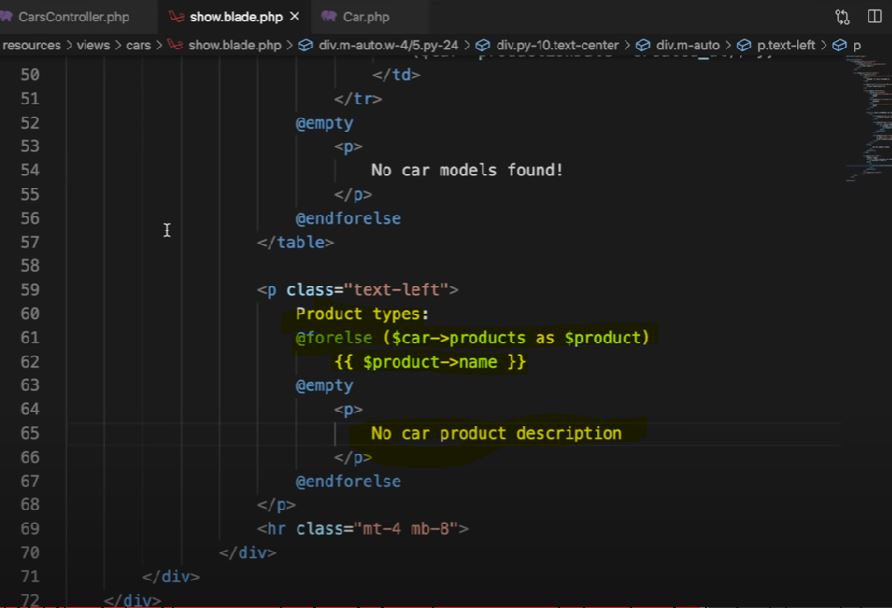 CarsController.php show.blade.php × Car.php
resources > views > cars > show.blade.php > div.m-auto.w-4/5.py-24 > div.py-10.text-center > div.m-auto > p.text-left > p
50 </td>
51 </tr>
52 @empty
53 <p>
54 No car models found!
55 </p>
56 @endforelse
57 </table>
58
59 <p class="text-left">
60 Product types:
61 @forelse ($car->products as $product)
62 {{ $product->name }}
63 @empty
64 <p>
65 No car product description
66 </p>
67 @endforelse
68 </p>
69 <hr class="mt-4 mb-8">
70 </div>
71 </div>
72 </div>